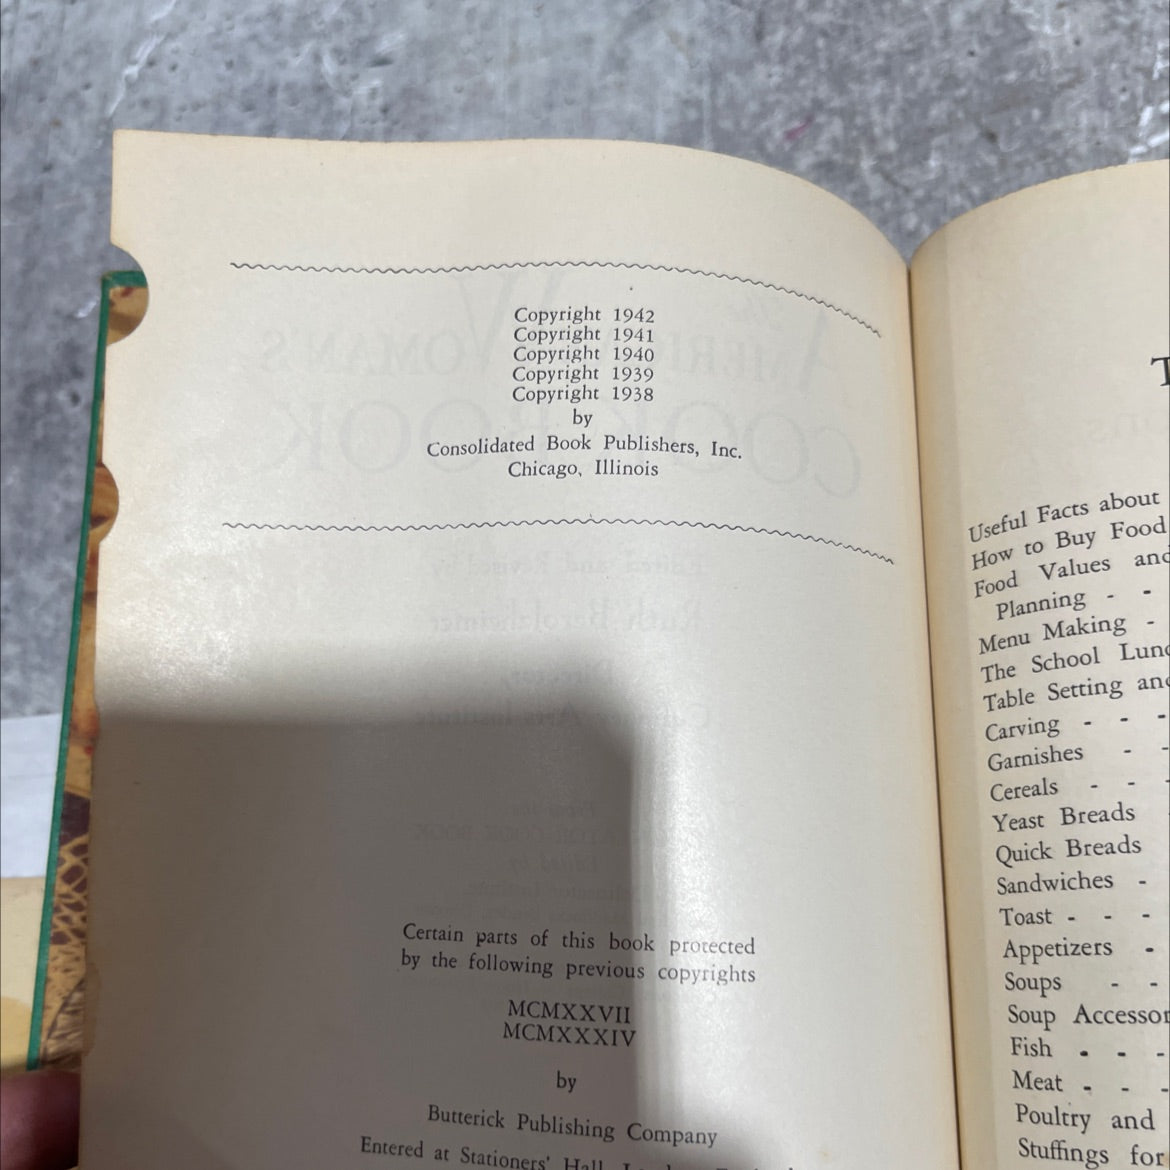 Copyright 1942
Copyright 1941
Copyright 1940
Copyright 1939
Copyright 1938
by
Consolidated Book Publishers, Inc.
Chicago, Illinois
Certain parts of this book protected
by the following previous copyrights
MCMXXVII
MCMXXXIV
by
Butterick Publishing Company
Entered at Stationers' Hall,
T
Useful Facts about
How to Buy Food
Food Values and
Planning - -
Menu Making -
The School
Table Setting and
Carving - - -
Garnishes - -
Cereals - - -
Yeast Breads
Quick Breads
Sandwiches -
Toast - - -
Appetizers -
Soups - -
Soup
Fish - - -
Meat - - -
Poultry and
Stuffings for